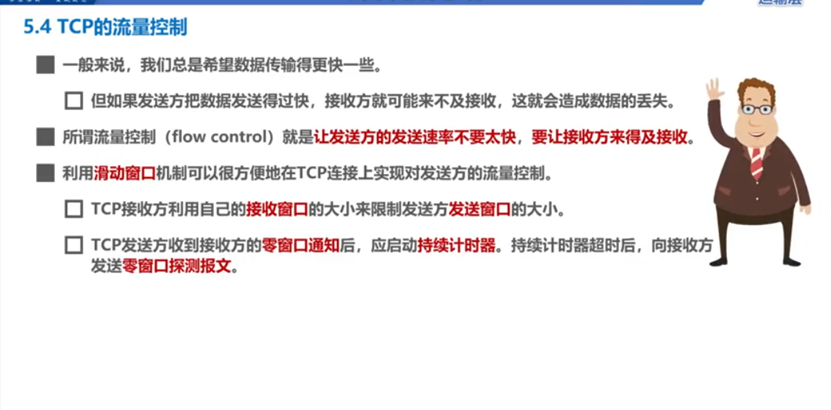 运输层
5.4 TCP的流量控制
一般来说，我们总是希望数据传输得更快一些。
但如果发送方把数据发送得过快，接收方就可能来不及接收，这就会造成数据的丢失。
所谓流量控制（flow control）就是让发送方的发送速率不要太快，要让接收方来得及接收。
利用滑动窗口机制可以很方便地在TCP连接上实现对发送方的流量控制。
TCP接收方利用自己的接收窗口的大小来限制发送方发送窗口的大小。
TCP发送方收到接收方的零窗口通知后，应启动持续计时器。持续计时器超时后，向接收方
发送零窗口探测报文。